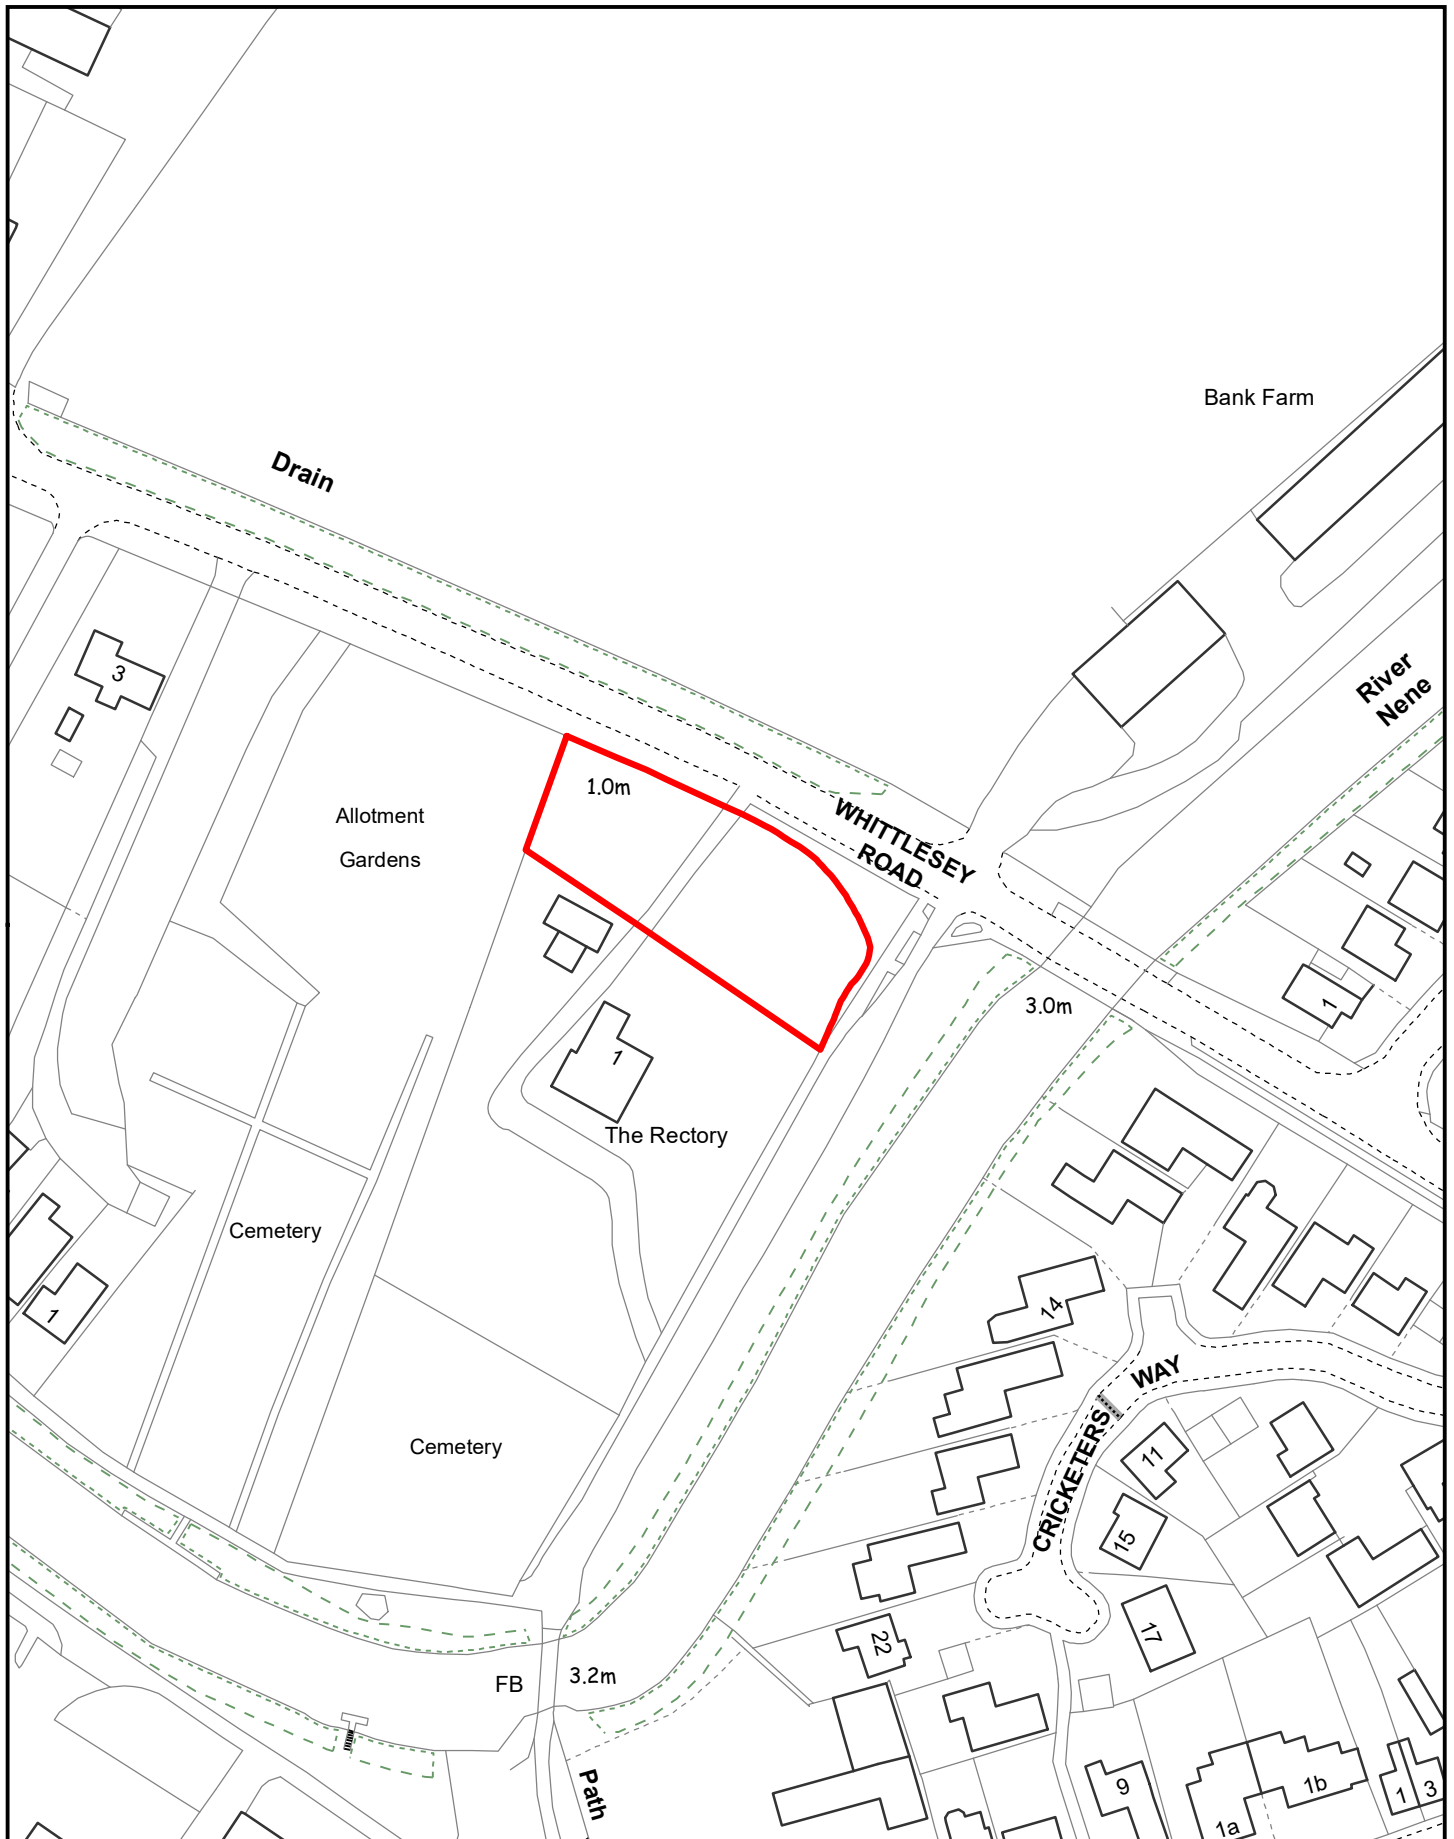 Bank Farm
Drain
River
Nene
3
1.0m
WHITTLESEY
ROAD
Allotment
Gardens
3.0m
1
1
The Rectory
Cemetery
14
1
WAY
CRICKETERS
Cemetery
11
15
17
22
FB
3.2m
Path
9
1b
1
3
1a